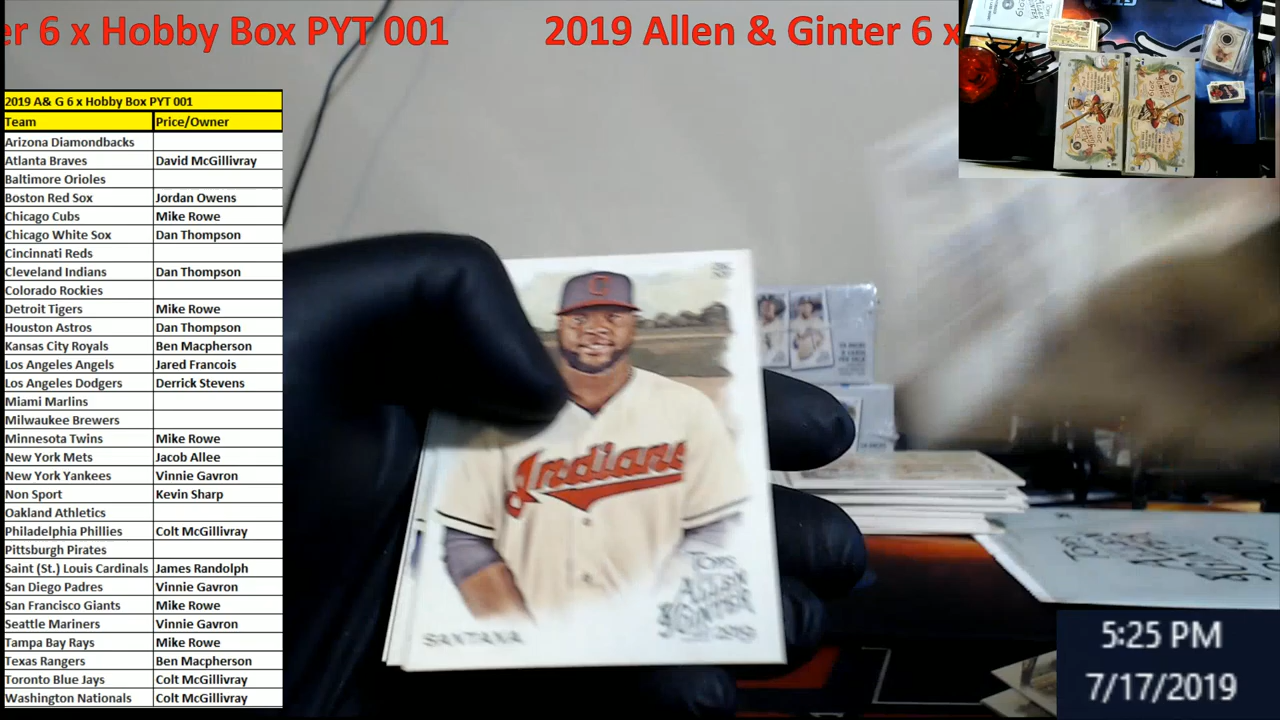 er 6 x Hobby Box PYT 001 2019 Allen & Ginter 6 x
2019 A& G 6 x Hobby Box PYT 001
Team Price/Owner
Arizona Diamondbacks
Atlanta Braves David McGillivray
Baltimore Orioles
Boston Red Sox Jordan Owens
Chicago Cubs Mike Rowe
Chicago White Sox Dan Thompson
Cincinnati Reds
Cleveland Indians Dan Thompson
Colorado Rockies
Detroit Tigers Mike Rowe
Houston Astros Dan Thompson
Kansas City Royals Ben Macpherson
Los Angeles Angels Jared Francois
Los Angeles Dodgers Derrick Stevens
Miami Marlins
Milwaukee Brewers
Minnesota Twins Mike Rowe
New York Mets Jacob Allee
New York Yankees Vinnie Gavron
Non Sport Kevin Sharp
Oakland Athletics
Philadelphia Phillies Colt McGillivray
Pittsburgh Pirates
Saint (St.) Louis Cardinals James Randolph
San Diego Padres Vinnie Gavron
San Francisco Giants Mike Rowe
Seattle Mariners Vinnie Gavron
Tampa Bay Rays Mike Rowe
Texas Rangers Ben Macpherson
Toronto Blue Jays Colt McGillivray
Washington Nationals Colt McGillivray
C
Indians
SANTANA
TOPPS
ALLEN
& GINTER
2019
5:25 PM
7/17/2019